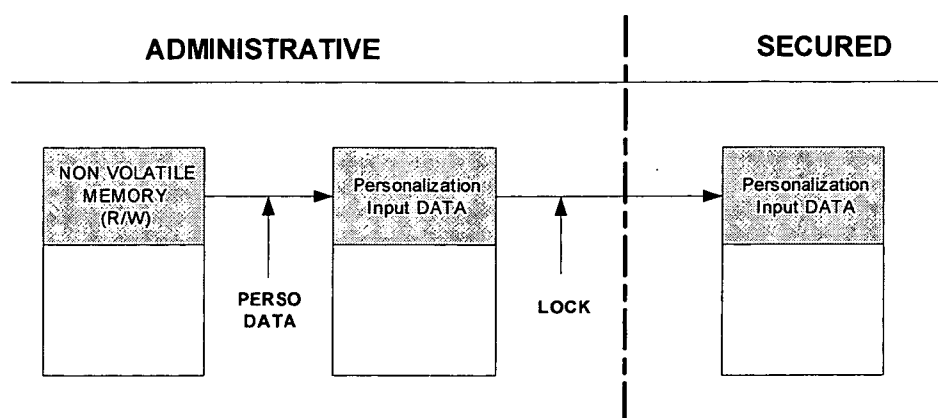 ADMINISTRATIVE
SECURED
NON VOLATILE
MEMORY
(R/W)
Personalization
Input DATA
Personalization
Input DATA
PERSO
DATA
LOCK